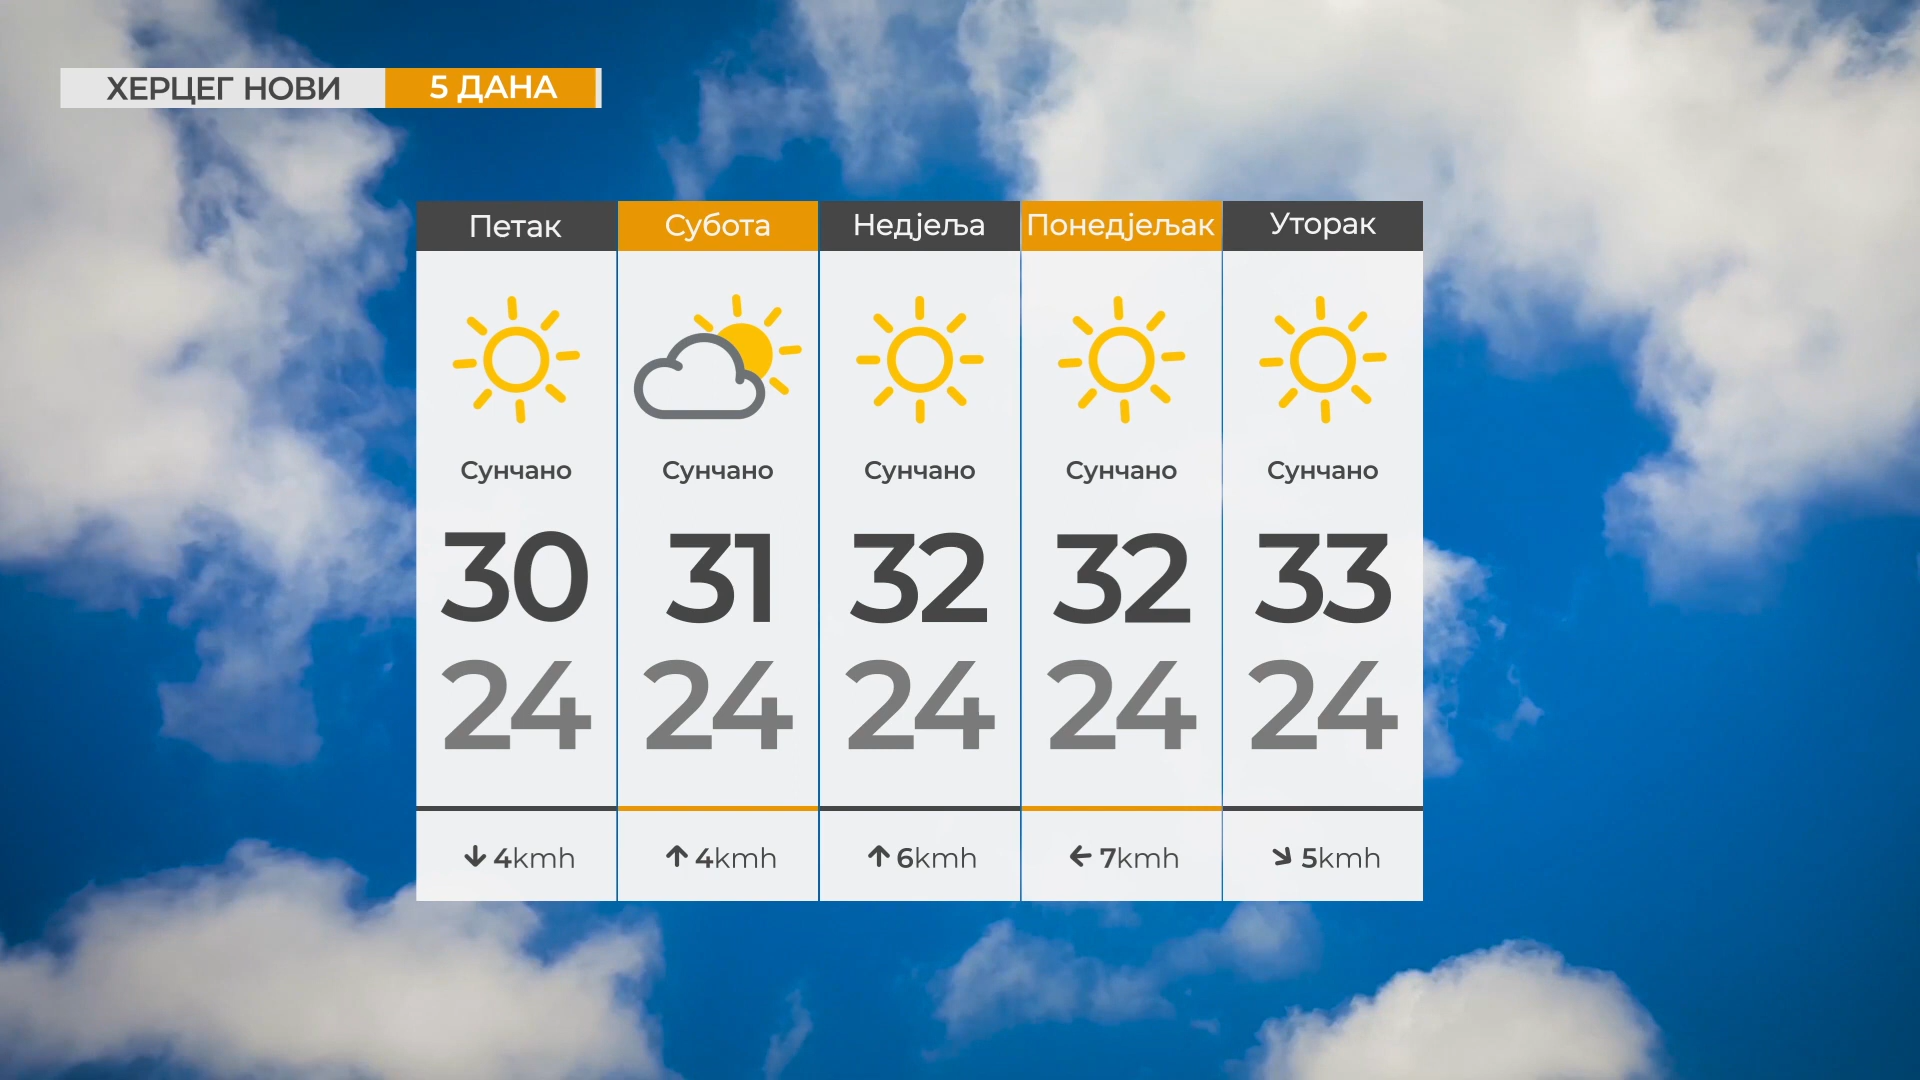 ХЕРЦЕГ НОВИ 5 ДАНА
Петак Субота Недјеља Понедјељак Уторак
Сунчано Сунчано Сунчано Сунчано Сунчано
30 31 32 32 33
24 24 24 24 24
4kmh 4kmh 6kmh 7kmh 5kmh